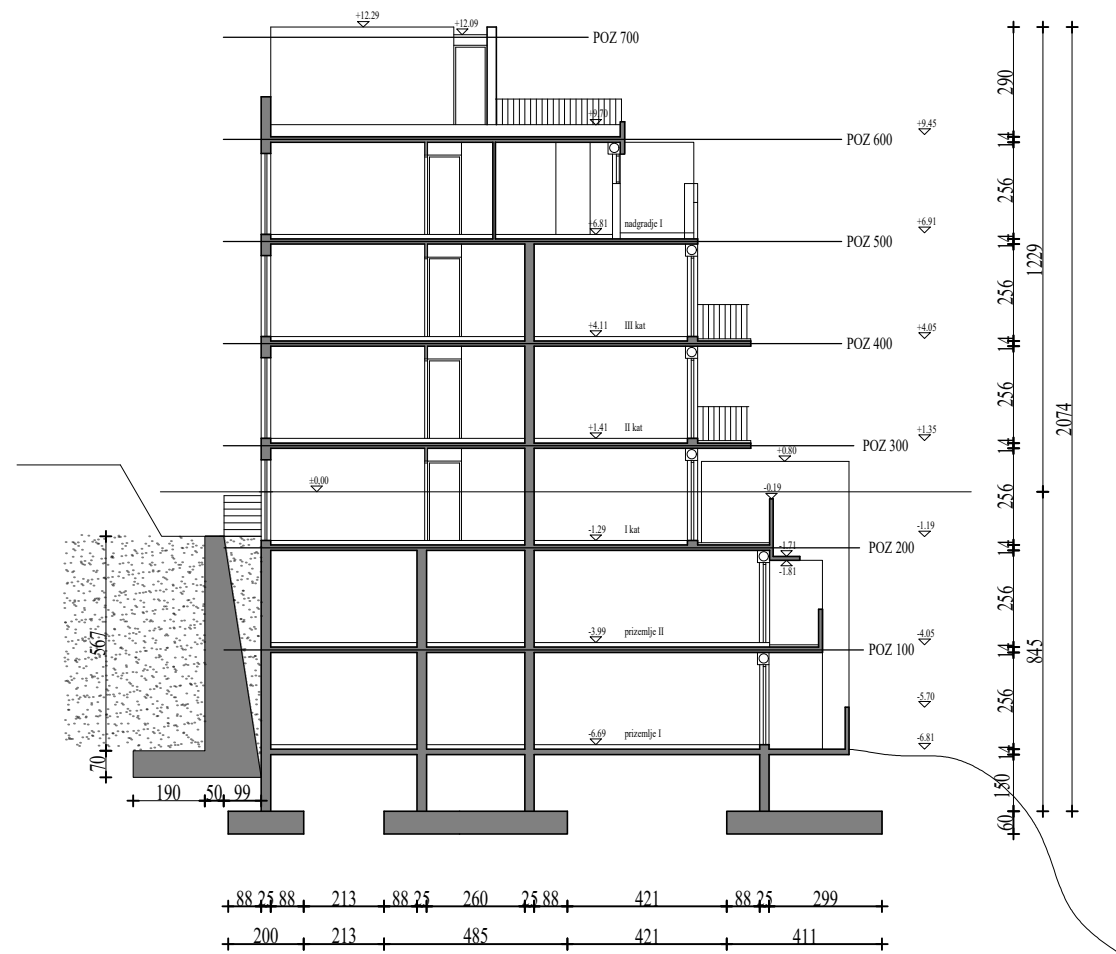 +12.29
+12.09
POZ 700
290
+9.70
+9.45
POZ 600
14
256
+6.81 nadgradje I
+6.91
POZ 500
14
1229
256
+4.11 III kat
+4.05
POZ 400
14
256
2074
+1.41 II kat
+1.35
POZ 300
14
+0.80
±0.00
-0.19
256
-1.29 I kat
-1.19
POZ 200
14
-1.71
-1.81
256
567
-3.99 prizemlje II
-4.05
POZ 100
14
845
256
-5.70
-6.69 prizemlje I
-6.81
14
70
150
190 50 99
60
88 25 88 213 88 25 260 25 88 421 88 25 299
200 213 485 421 411